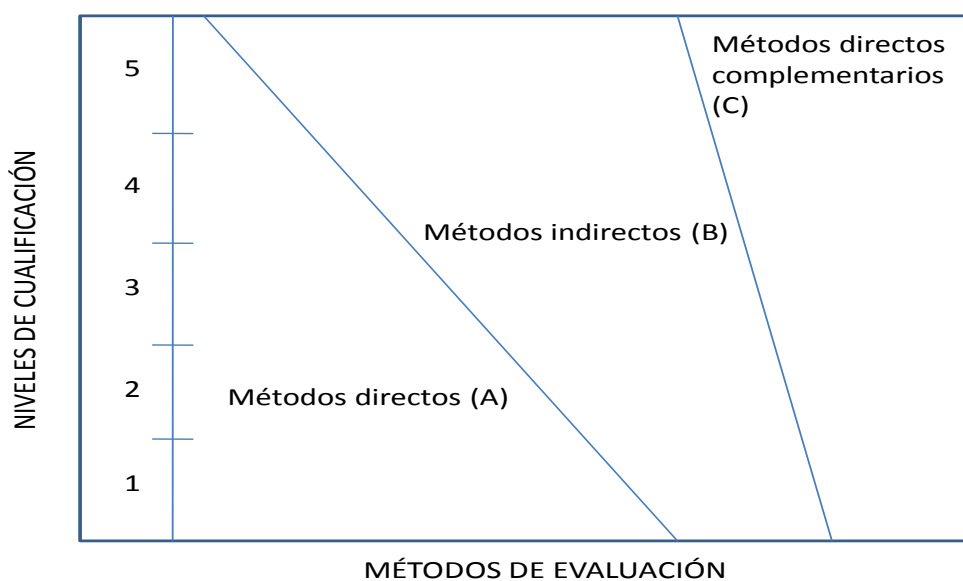 NIVELES DE CUALIFICACIÓN
5
4
3
2
1
Métodos directos
complementarios
(C)
Métodos indirectos (B)
Métodos directos (A)
MÉTODOS DE EVALUACIÓN